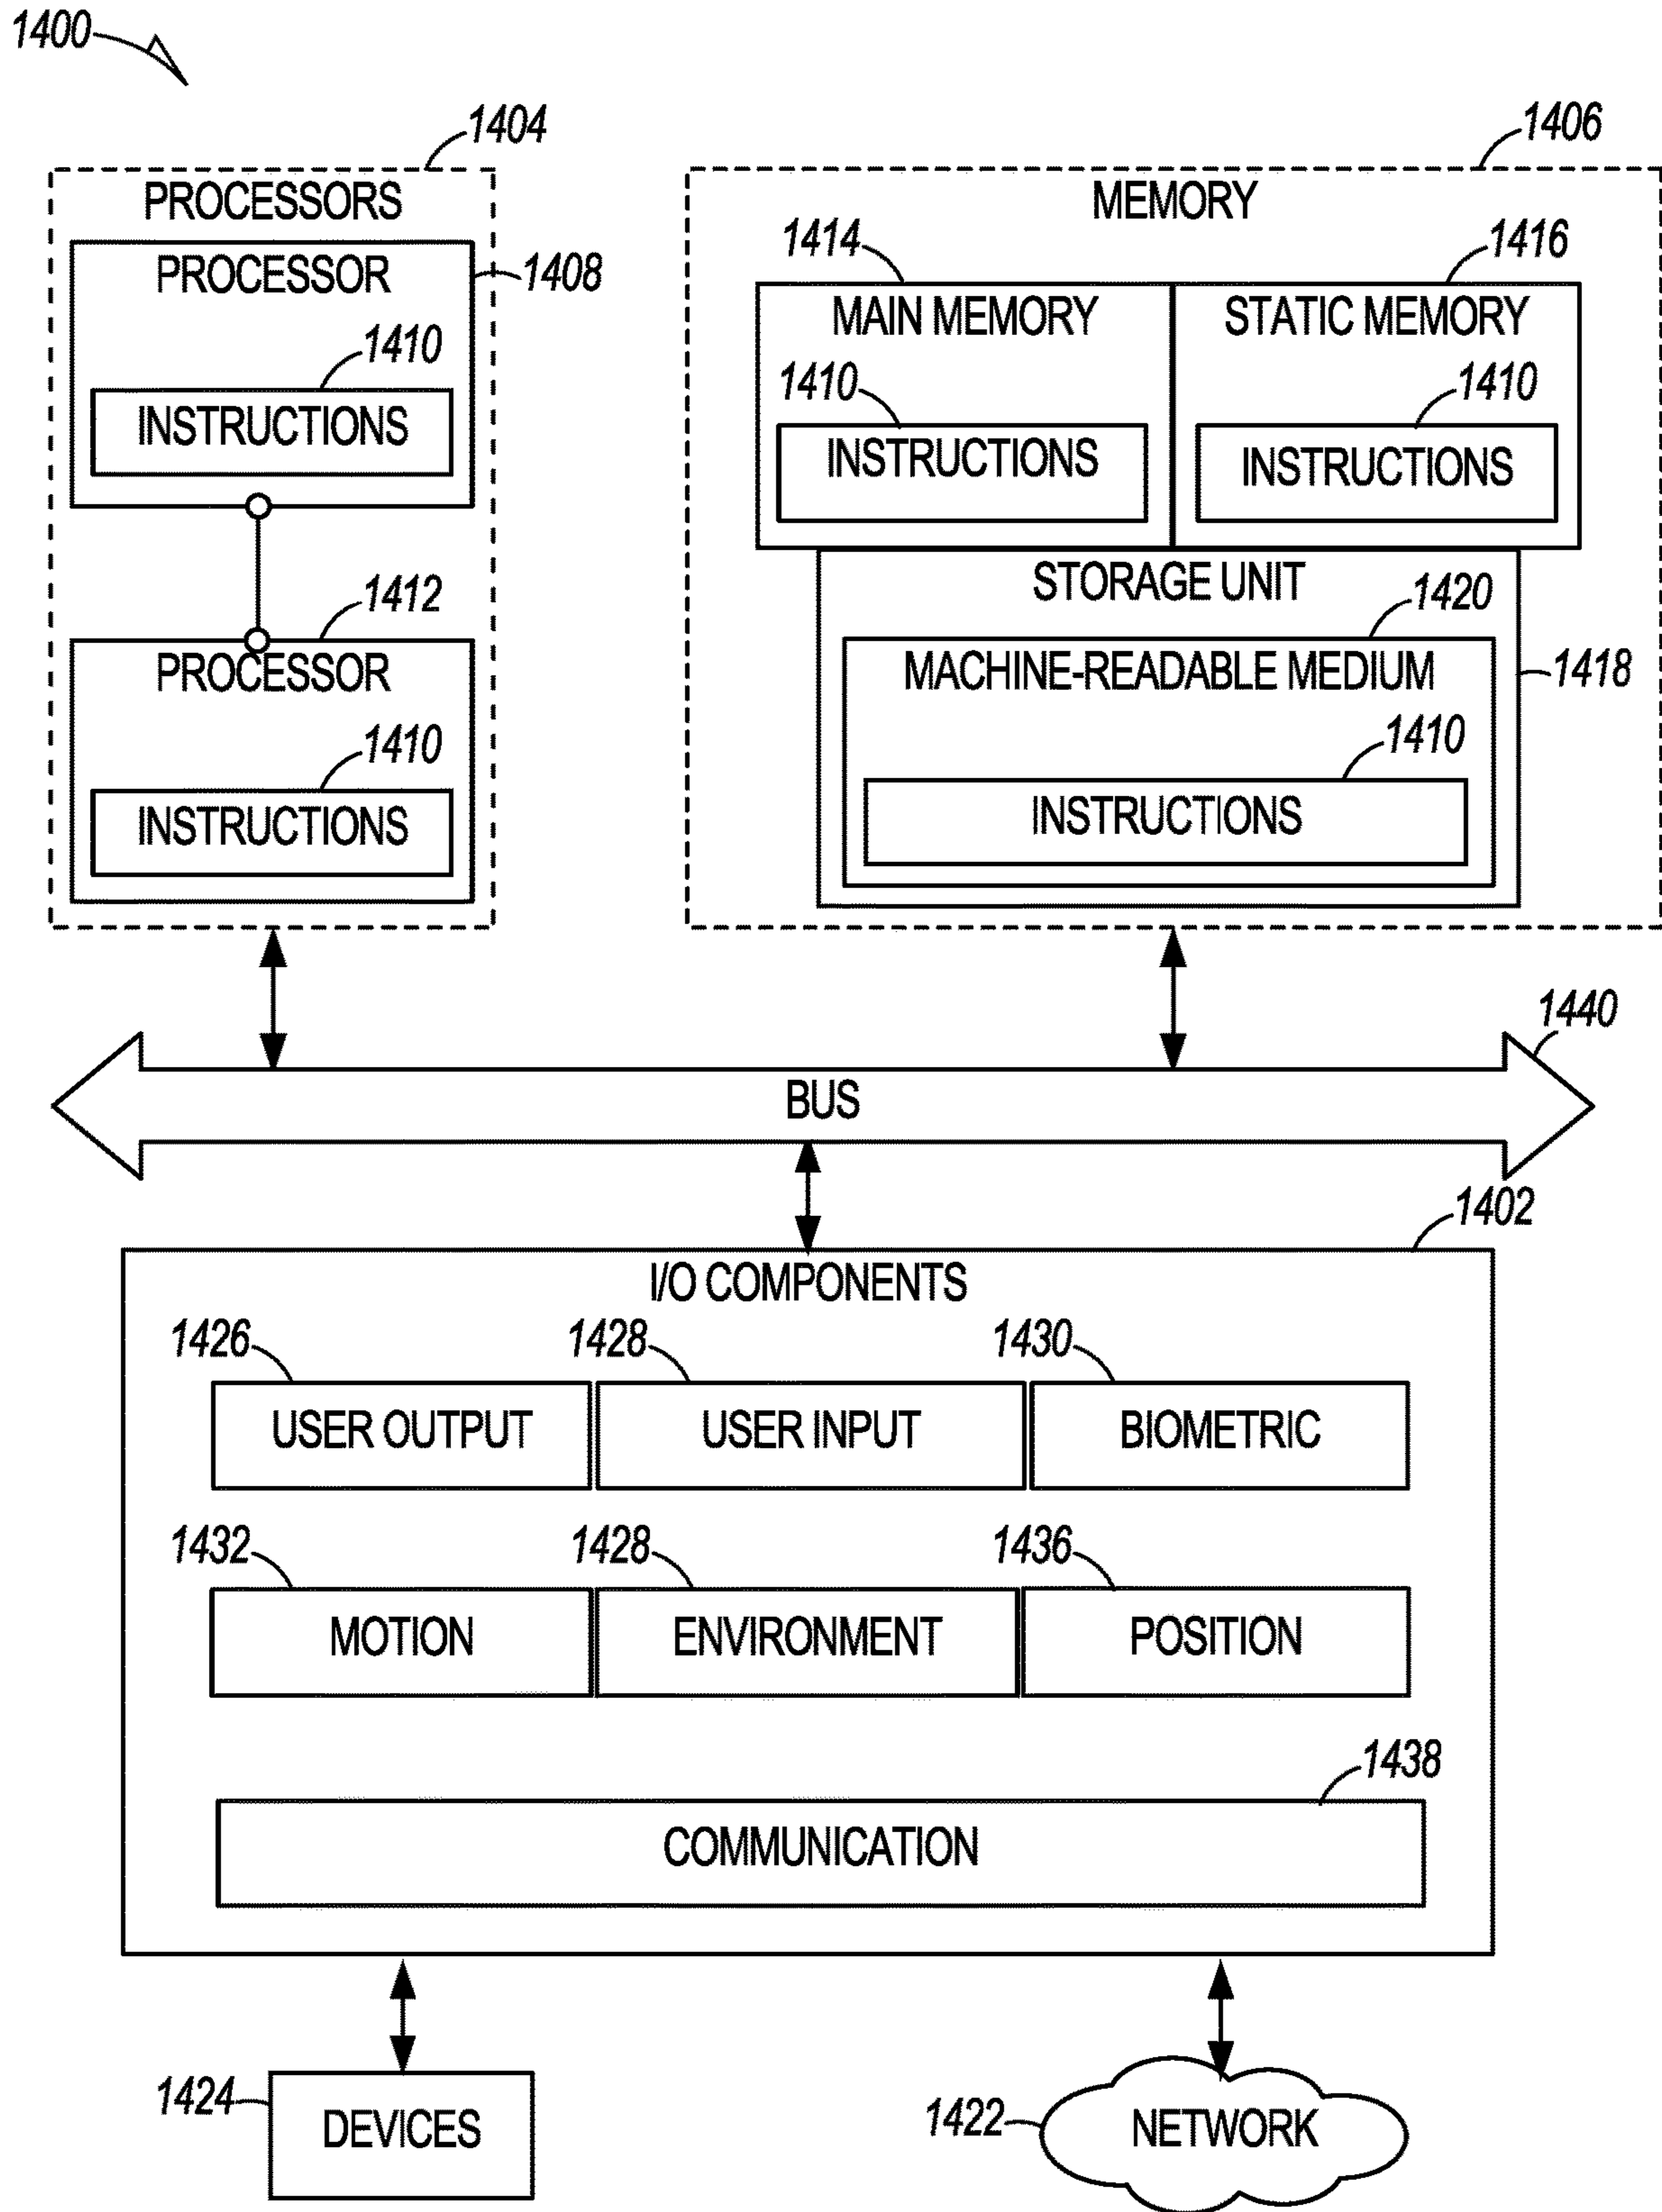 1400
1404
1406
PROCESSORS
MEMORY
PROCESSOR
1408
1414
1416
MAIN MEMORY
STATIC MEMORY
1410
INSTRUCTIONS
1410
INSTRUCTIONS
1410
INSTRUCTIONS
1412
PROCESSOR
1410
INSTRUCTIONS
STORAGE UNIT
1420
MACHINE-READABLE MEDIUM
1418
1410
INSTRUCTIONS
1440
BUS
1402
I/O COMPONENTS
1426
1428
1430
USER OUTPUT
USER INPUT
BIOMETRIC
1432
1428
1436
MOTION
ENVIRONMENT
POSITION
1438
COMMUNICATION
1424
DEVICES
1422
NETWORK